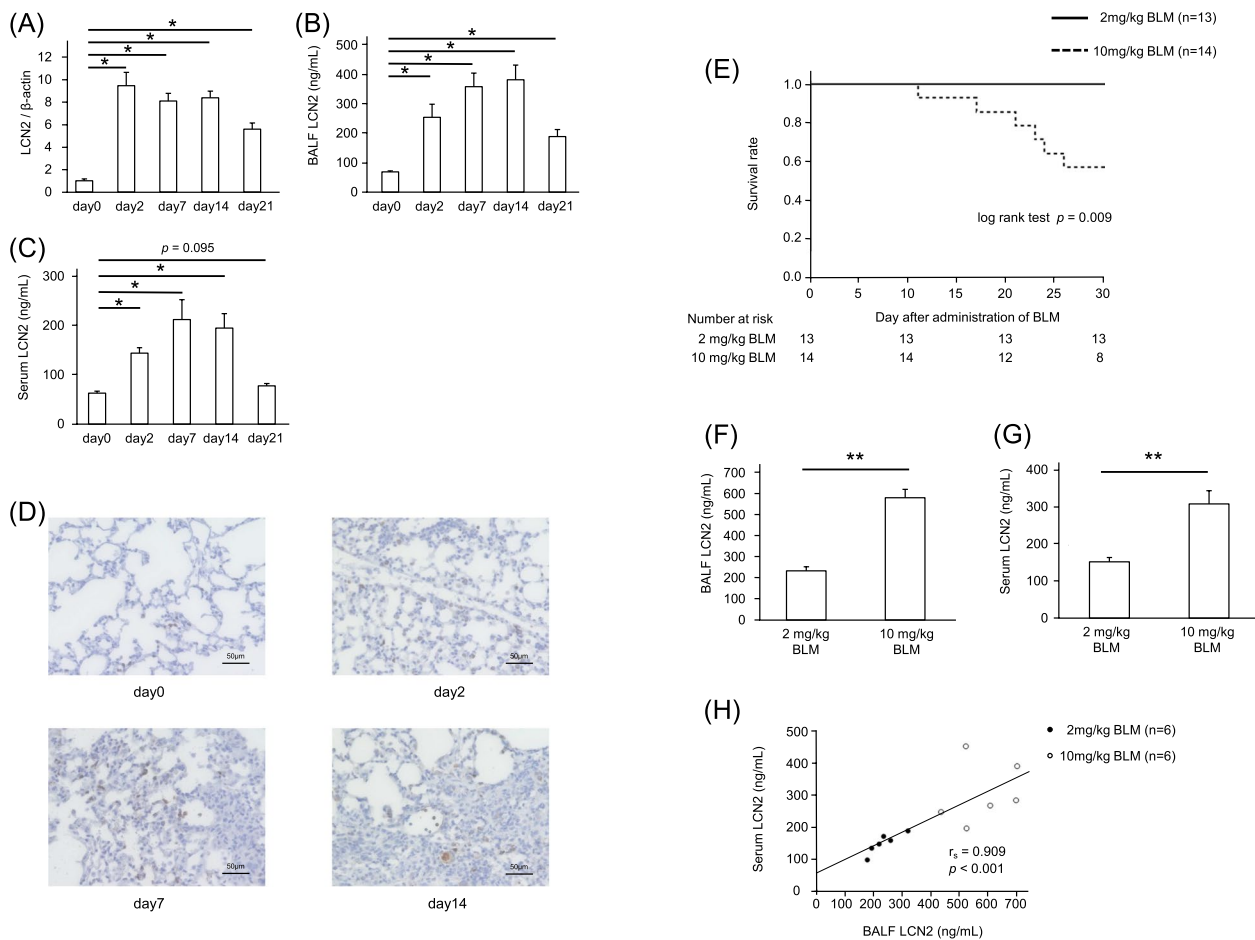 (A)
*
*
*
*
LCN2 / β-actin
12
10
8
6
4
2
0
day0 day2 day7 day14 day21
(B)
*
*
*
*
BALF LCN2 (ng/mL)
500
400
300
200
100
0
day0 day2 day7 day14 day21
(C)
p = 0.095
*
*
*
Serum LCN2 (ng/mL)
300
200
100
0
day0 day2 day7 day14 day21
(D)
50μm
day0
50μm
day2
50μm
day7
50μm
day14
2mg/kg BLM (n=13)
10mg/kg BLM (n=14)
(E)
Survival rate
1.0
0.8
0.6
0.4
0.2
0.0
log rank test p = 0.009
0 5 10 15 20 25 30
Day after administration of BLM
Number at risk
2 mg/kg BLM 13 13 13 13
10 mg/kg BLM 14 14 12 8
(F)
**
BALF LCN2 (ng/mL)
700
600
500
400
300
200
100
0
2 mg/kg
BLM
10 mg/kg
BLM
(G)
**
Serum LCN2 (ng/mL)
400
300
200
100
0
2 mg/kg
BLM
10 mg/kg
BLM
(H)
2mg/kg BLM (n=6)
10mg/kg BLM (n=6)
Serum LCN2 (ng/mL)
500
400
300
200
100
0
rs = 0.909
p < 0.001
0 100 200 300 400 500 600 700
BALF LCN2 (ng/mL)